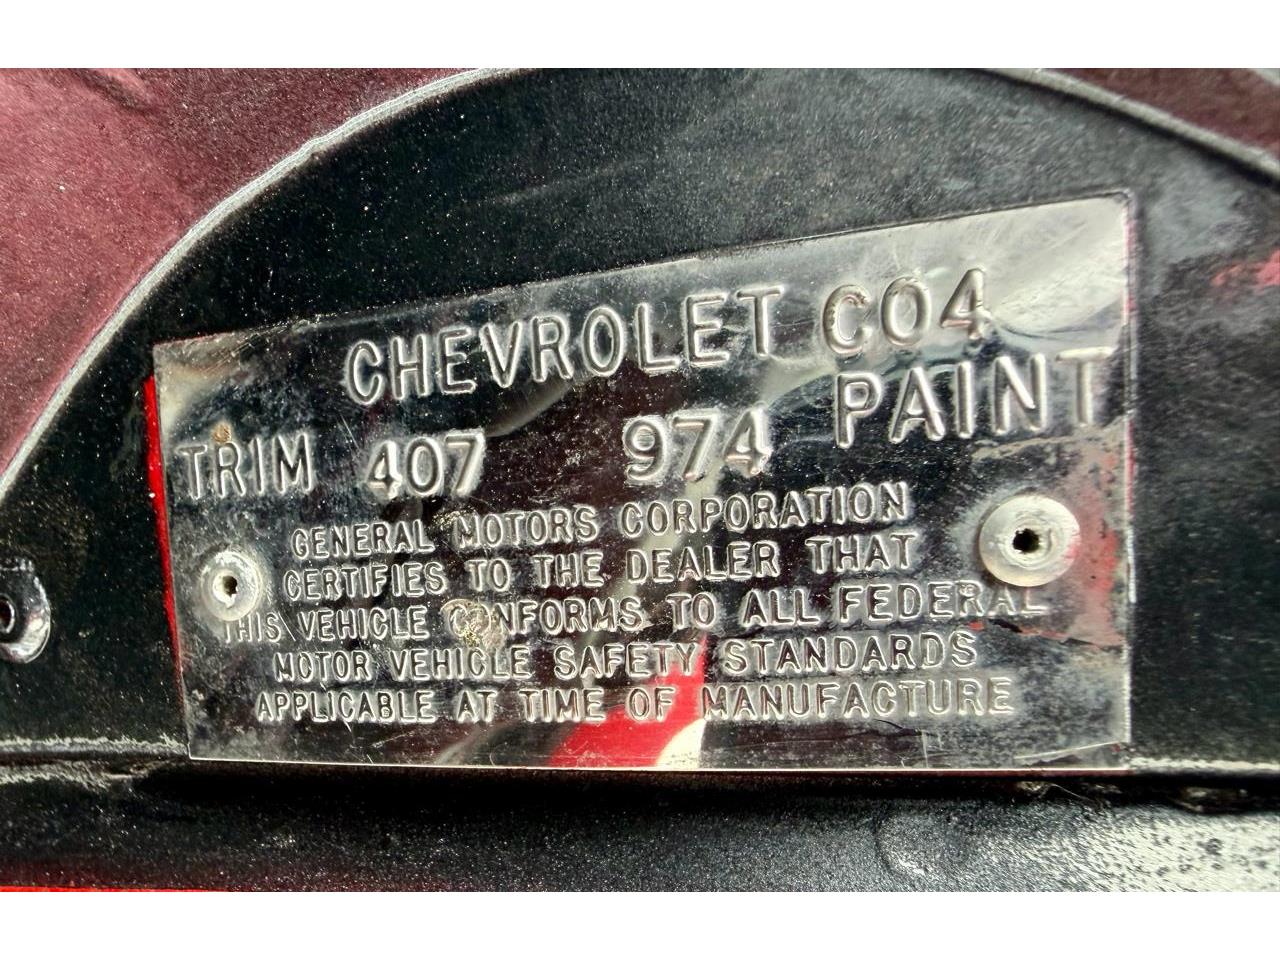 CHEVROLET C04
TRIM 407 974 PAINT
GENERAL MOTORS CORPORATION
CERTIFIES TO THE DEALER THAT
THIS VEHICLE CONFORMS TO ALL FEDERAL
MOTOR VEHICLE SAFETY STANDARDS
APPLICABLE AT TIME OF MANUFACTURE